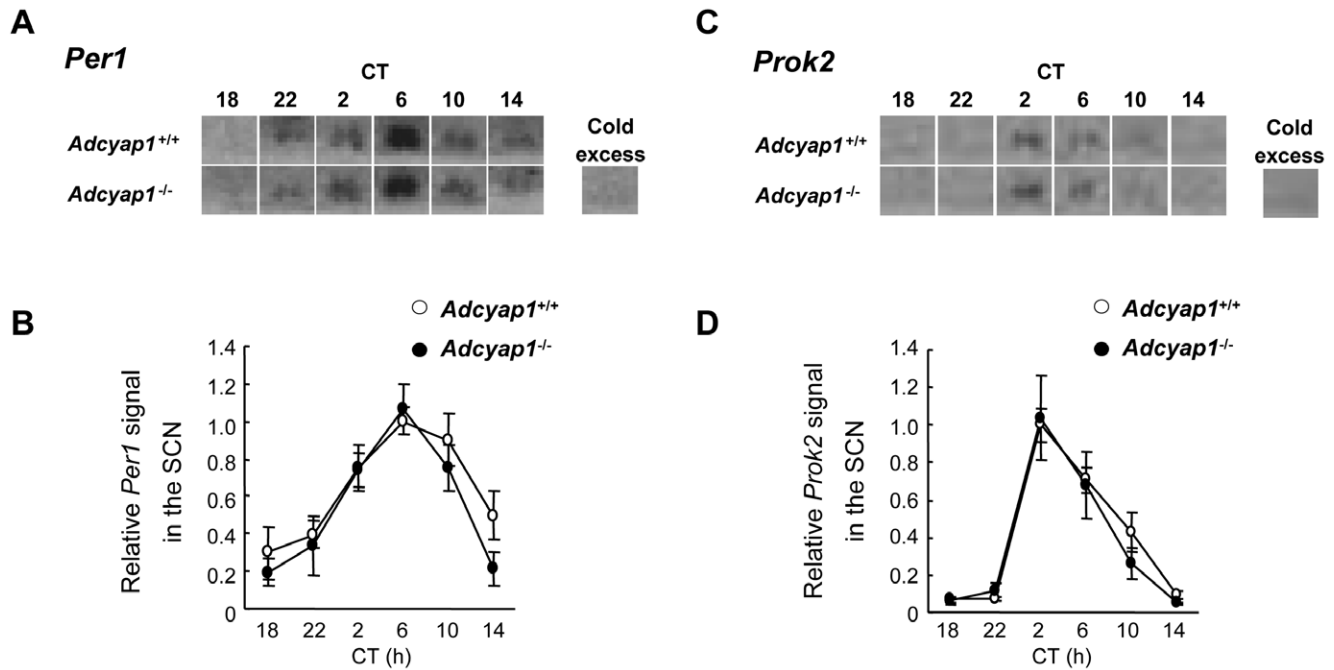 A
Per1
CT
18 22 2 6 10 14
Adcyap1+/+
Adcyap1-/-
Cold
excess
B
Adcyap1+/+
Adcyap1-/-
Relative Per1 signal
in the SCN
1.4
1.2
1.0
0.8
0.6
0.4
0.2
0
18 22 2 6 10 14
CT (h)
C
Prok2
CT
18 22 2 6 10 14
Adcyap1+/+
Adcyap1-/-
Cold
excess
D
Adcyap1+/+
Adcyap1-/-
Relative Prok2 signal
in the SCN
1.4
1.2
1.0
0.8
0.6
0.4
0.2
0
18 22 2 6 10 14
CT (h)